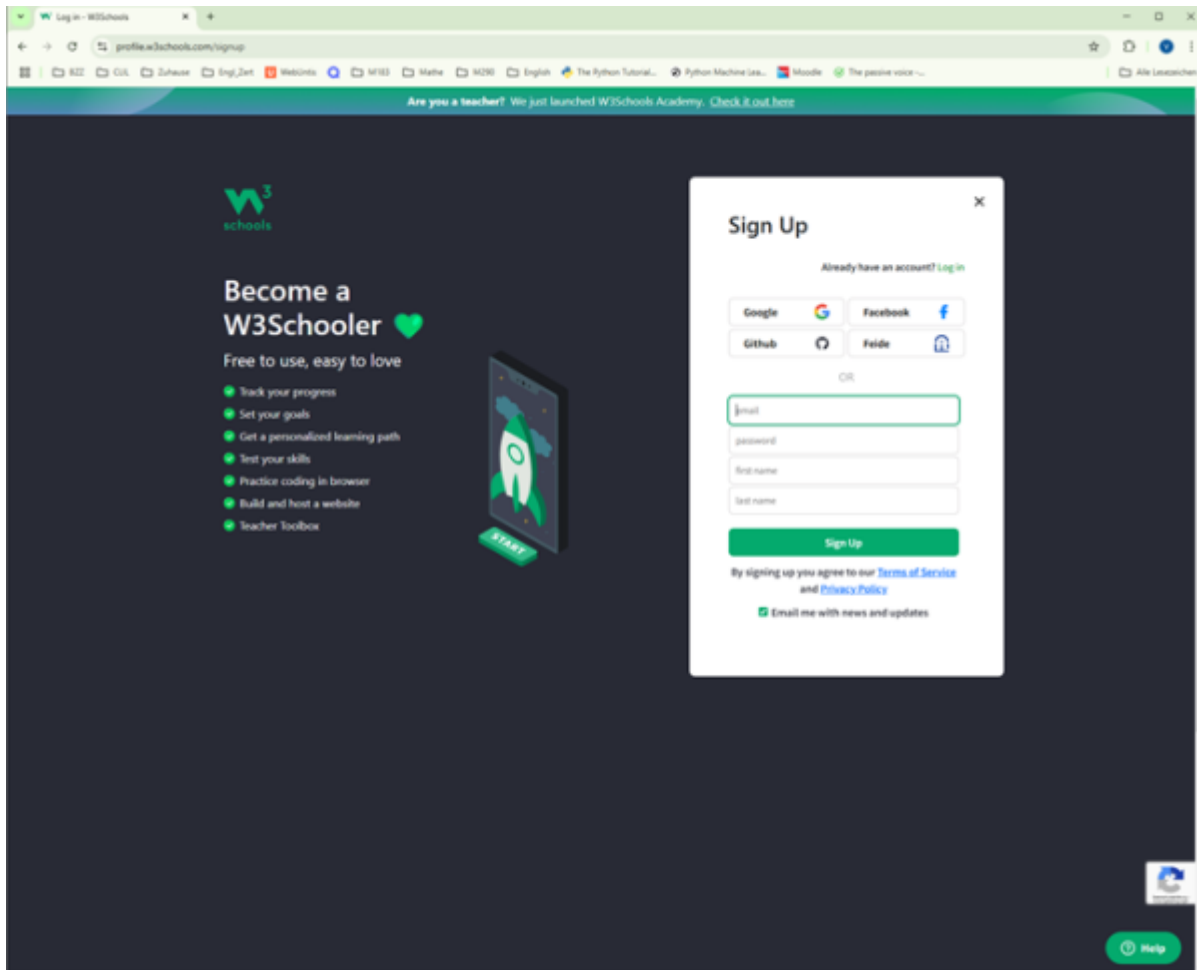 Log in - W3Schools
profile.w3schools.com/signup
BZZ GUL Zuhause Engl_Zert WebUntis M183 Mathe M290 English The Python Tutorial... Python Machine Lea... Moodle The passive voice -... Alle Lesezeichen
Are you a teacher? We just launched W3Schools Academy. Check it out here
3
schools
Become a
W3Schooler
Free to use, easy to love
Track your progress
Set your goals
Get a personalized learning path
Test your skills
Practice coding in browser
Build and host a website
Teacher Toolbox
START
Sign Up
Already have an account? Log in
Google Facebook
Github Feide
OR
email
password
first name
last name
Sign Up
By signing up you agree to our Terms of Service
and Privacy Policy
Email me with news and updates
Help